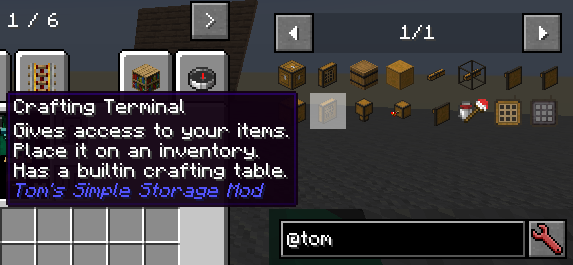 1 / 6
>
1/1
Crafting Terminal
Gives access to your items.
Place it on an inventory.
Has a builtin crafting table.
Tom's Simple Storage Mod
@tom